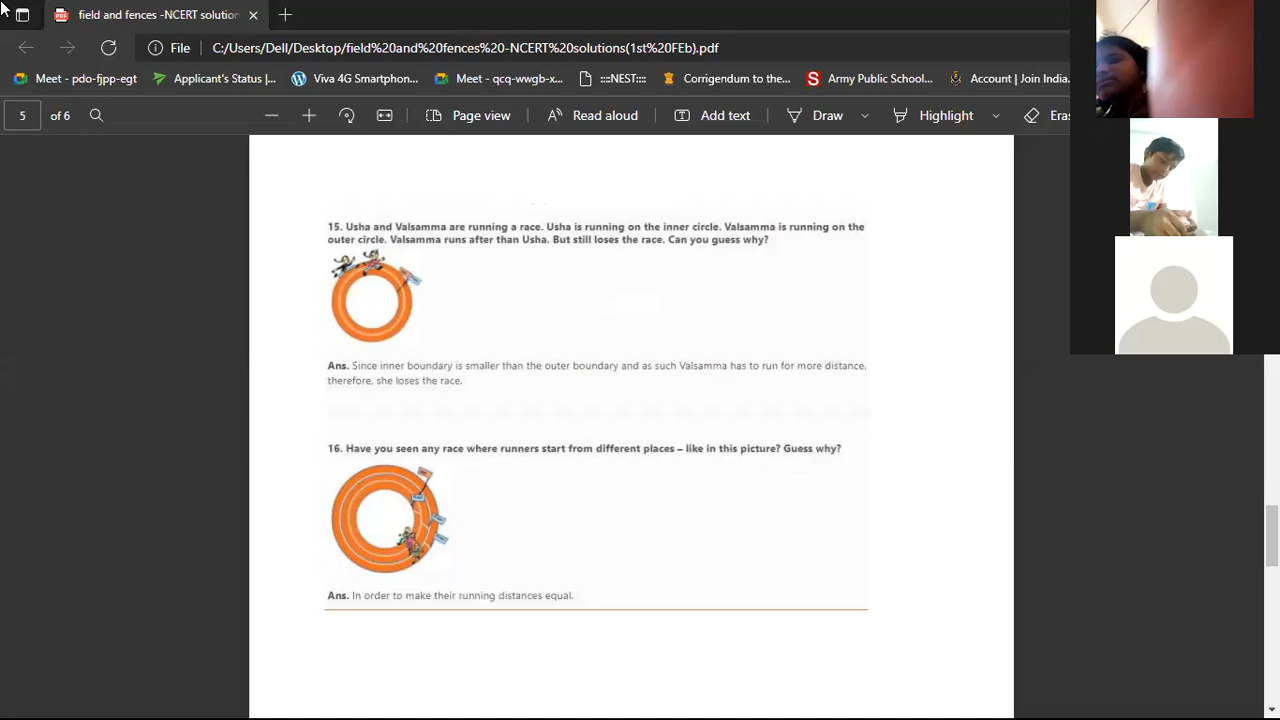 field and fences -NCERT solution
File C:/Users/Dell/Desktop/field%20and%20fences%20-NCERT%20solutions(1st%20FEb).pdf
Meet - pdo-fjpp-egt Applicant's Status |... Viva 4G Smartphon... Meet - qcq-wwgb-x... ::::NEST::::. Corrigendum to the... Army Public School... Account | Join India.
5 of 6 Page view Read aloud Add text Draw Highlight Eras
15. Usha and Valsamma are running a race. Usha is running on the inner circle. Valsamma is running on the
outer circle. Valsamma runs after than Usha. But still loses the race. Can you guess why?
Ans. Since inner boundary is smaller than the outer boundary and as such Valsamma has to run for more distance,
therefore, she loses the race.
16. Have you seen any race where runners start from different places – like in this picture? Guess why?
Ans. In order to make their running distances equal.